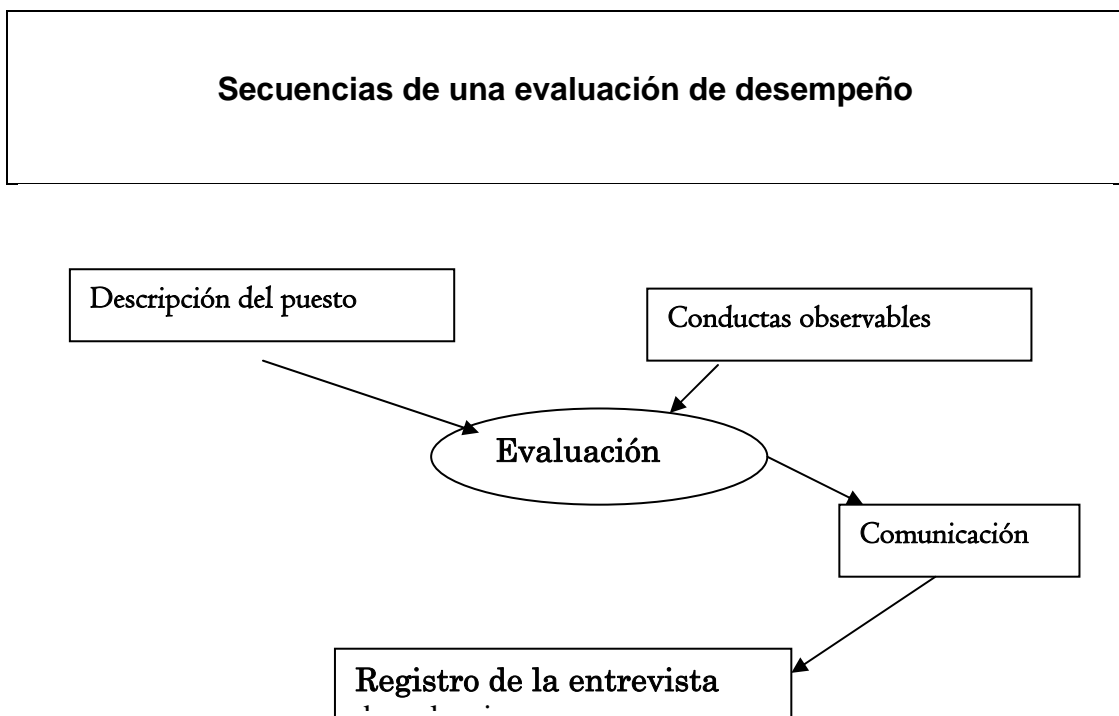 Secuencias de una evaluación de desempeño
Descripción del puesto
Conductas observables
Evaluación
Comunicación
Registro de la entrevista